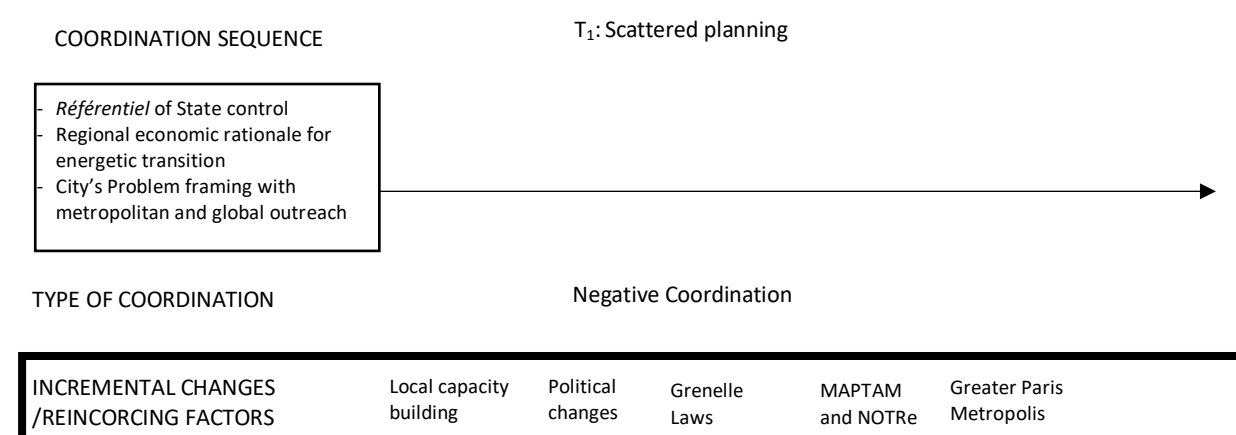 COORDINATION SEQUENCE
T₁: Scattered planning
- Référentiel of State control
- Regional economic rationale for
energetic transition
- City's Problem framing with
metropolitan and global outreach
TYPE OF COORDINATION
Negative Coordination
INCREMENTAL CHANGES
/REINCORCING FACTORS
Local capacity
building
Political
changes
Grenelle
Laws
MAPTAM
and NOTRe
Greater Paris
Metropolis